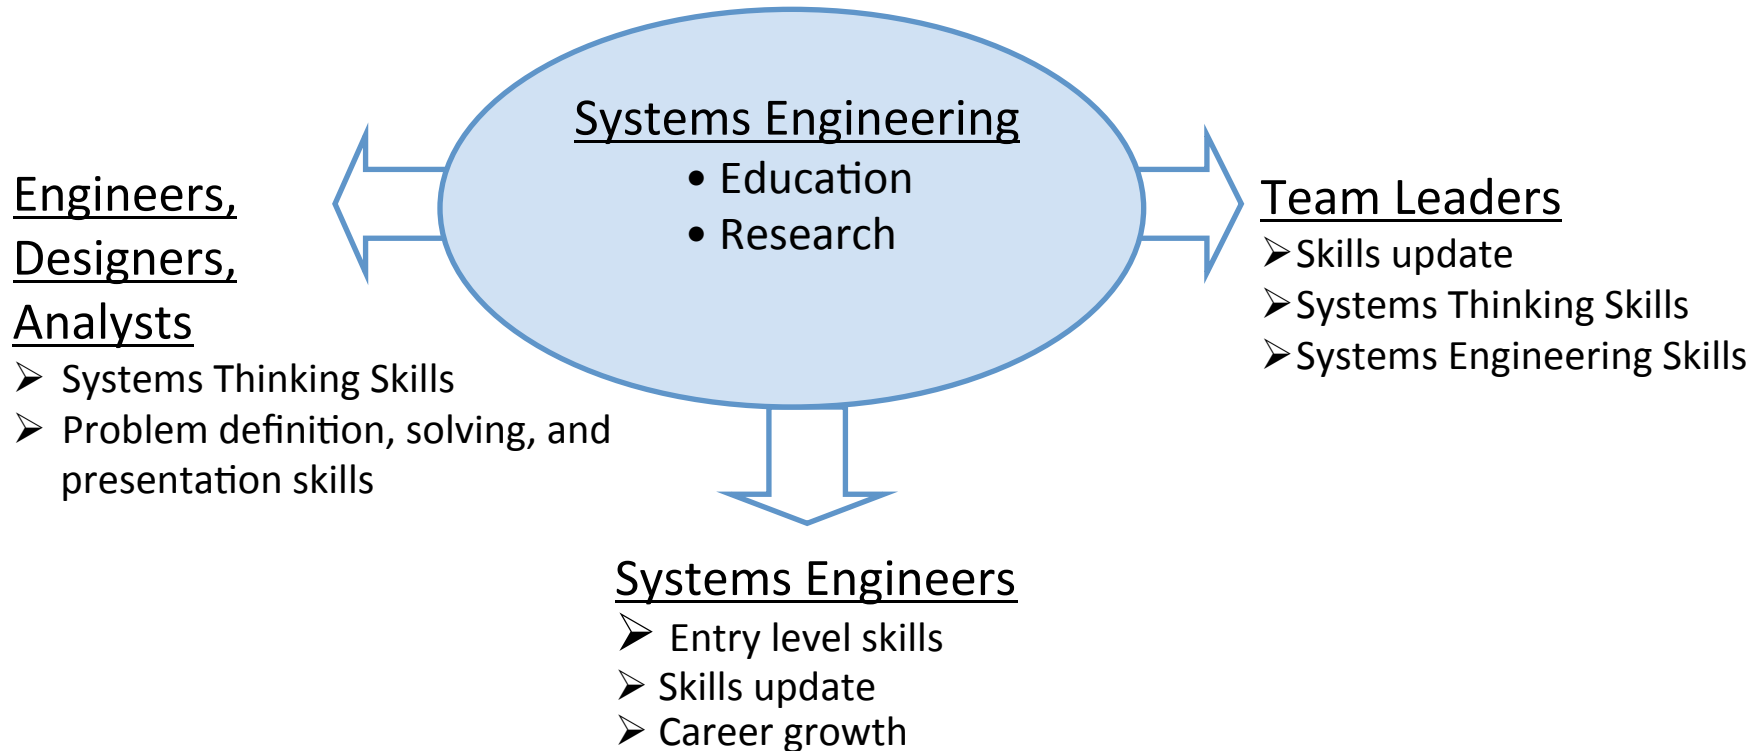 Systems Engineering
• Education
• Research
Engineers,
Designers,
Analysts
➢ Systems Thinking Skills
➢ Problem definition, solving, and
presentation skills
Team Leaders
➢ Skills update
➢ Systems Thinking Skills
➢ Systems Engineering Skills
Systems Engineers
➢ Entry level skills
➢ Skills update
➢ Career growth